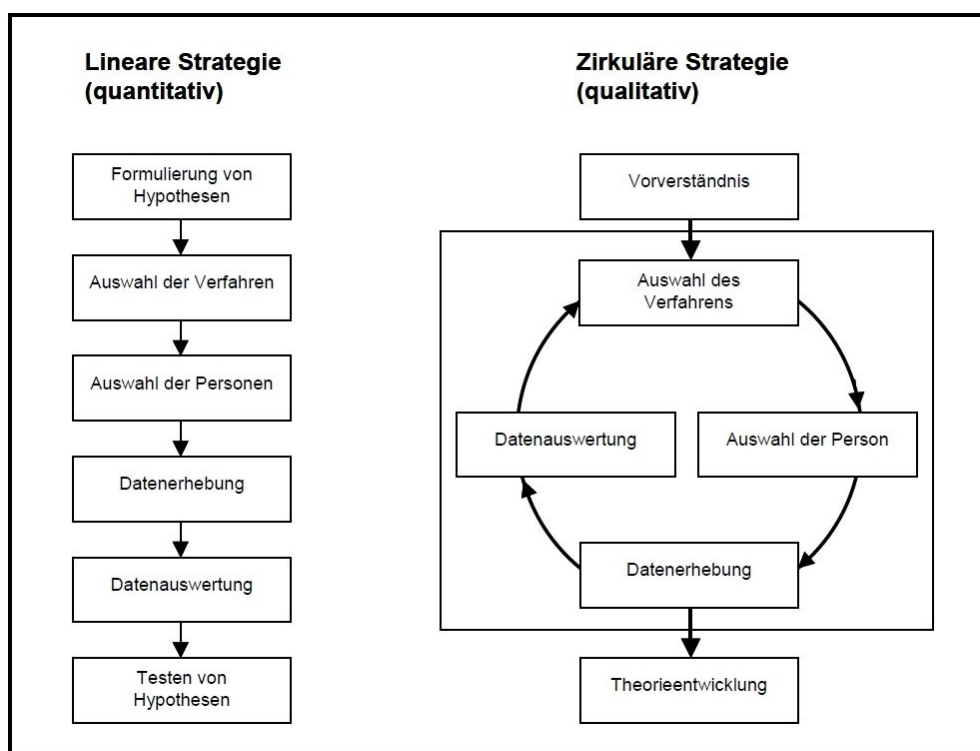 Lineare Strategie
(quantitativ)
Formulierung von
Hypothesen
Auswahl der Verfahren
Auswahl der Personen
Datenerhebung
Datenauswertung
Testen von
Hypothesen
Zirkuläre Strategie
(qualitativ)
Vorverständnis
Auswahl des
Verfahrens
Datenauswertung
Auswahl der Person
Datenerhebung
Theorieentwicklung